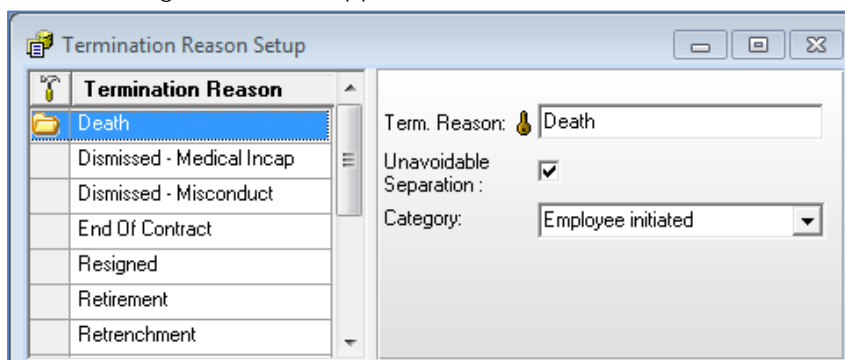 Termination Reason Setup
Termination Reason
Death
Dismissed - Medical Incap
Dismissed - Misconduct
End Of Contract
Resigned
Retirement
Retrenchment
Term. Reason: Death
Unavoidable
Separation :
Category: Employee initiated